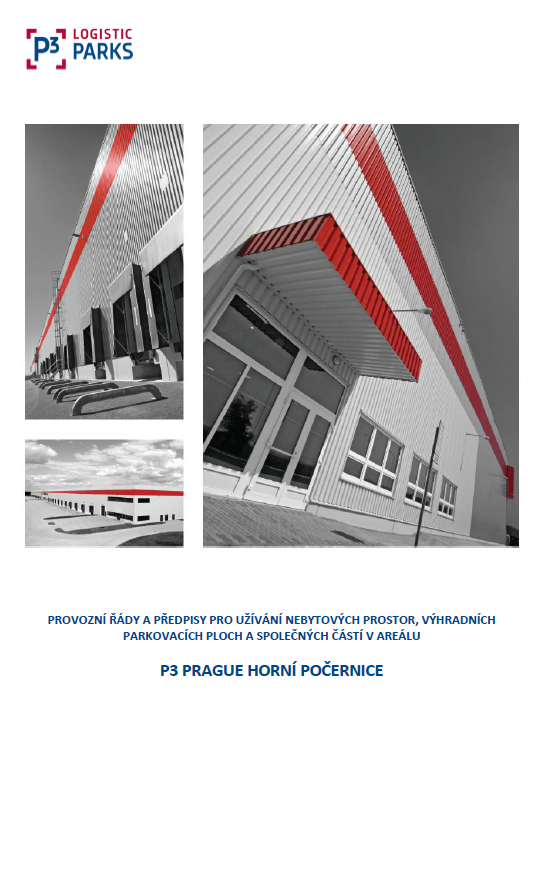 P3 LOGISTIC
PARKS
PROVOZNÍ ŘÁDY A PŘEDPISY PRO UŽÍVÁNÍ NEBYTOVÝCH PROSTOR, VÝHRADNÍCH
PARKOVACÍCH PLOCH A SPOLEČNÝCH ČÁSTÍ V AREÁLU
P3 PRAGUE HORNÍ POČERNICE